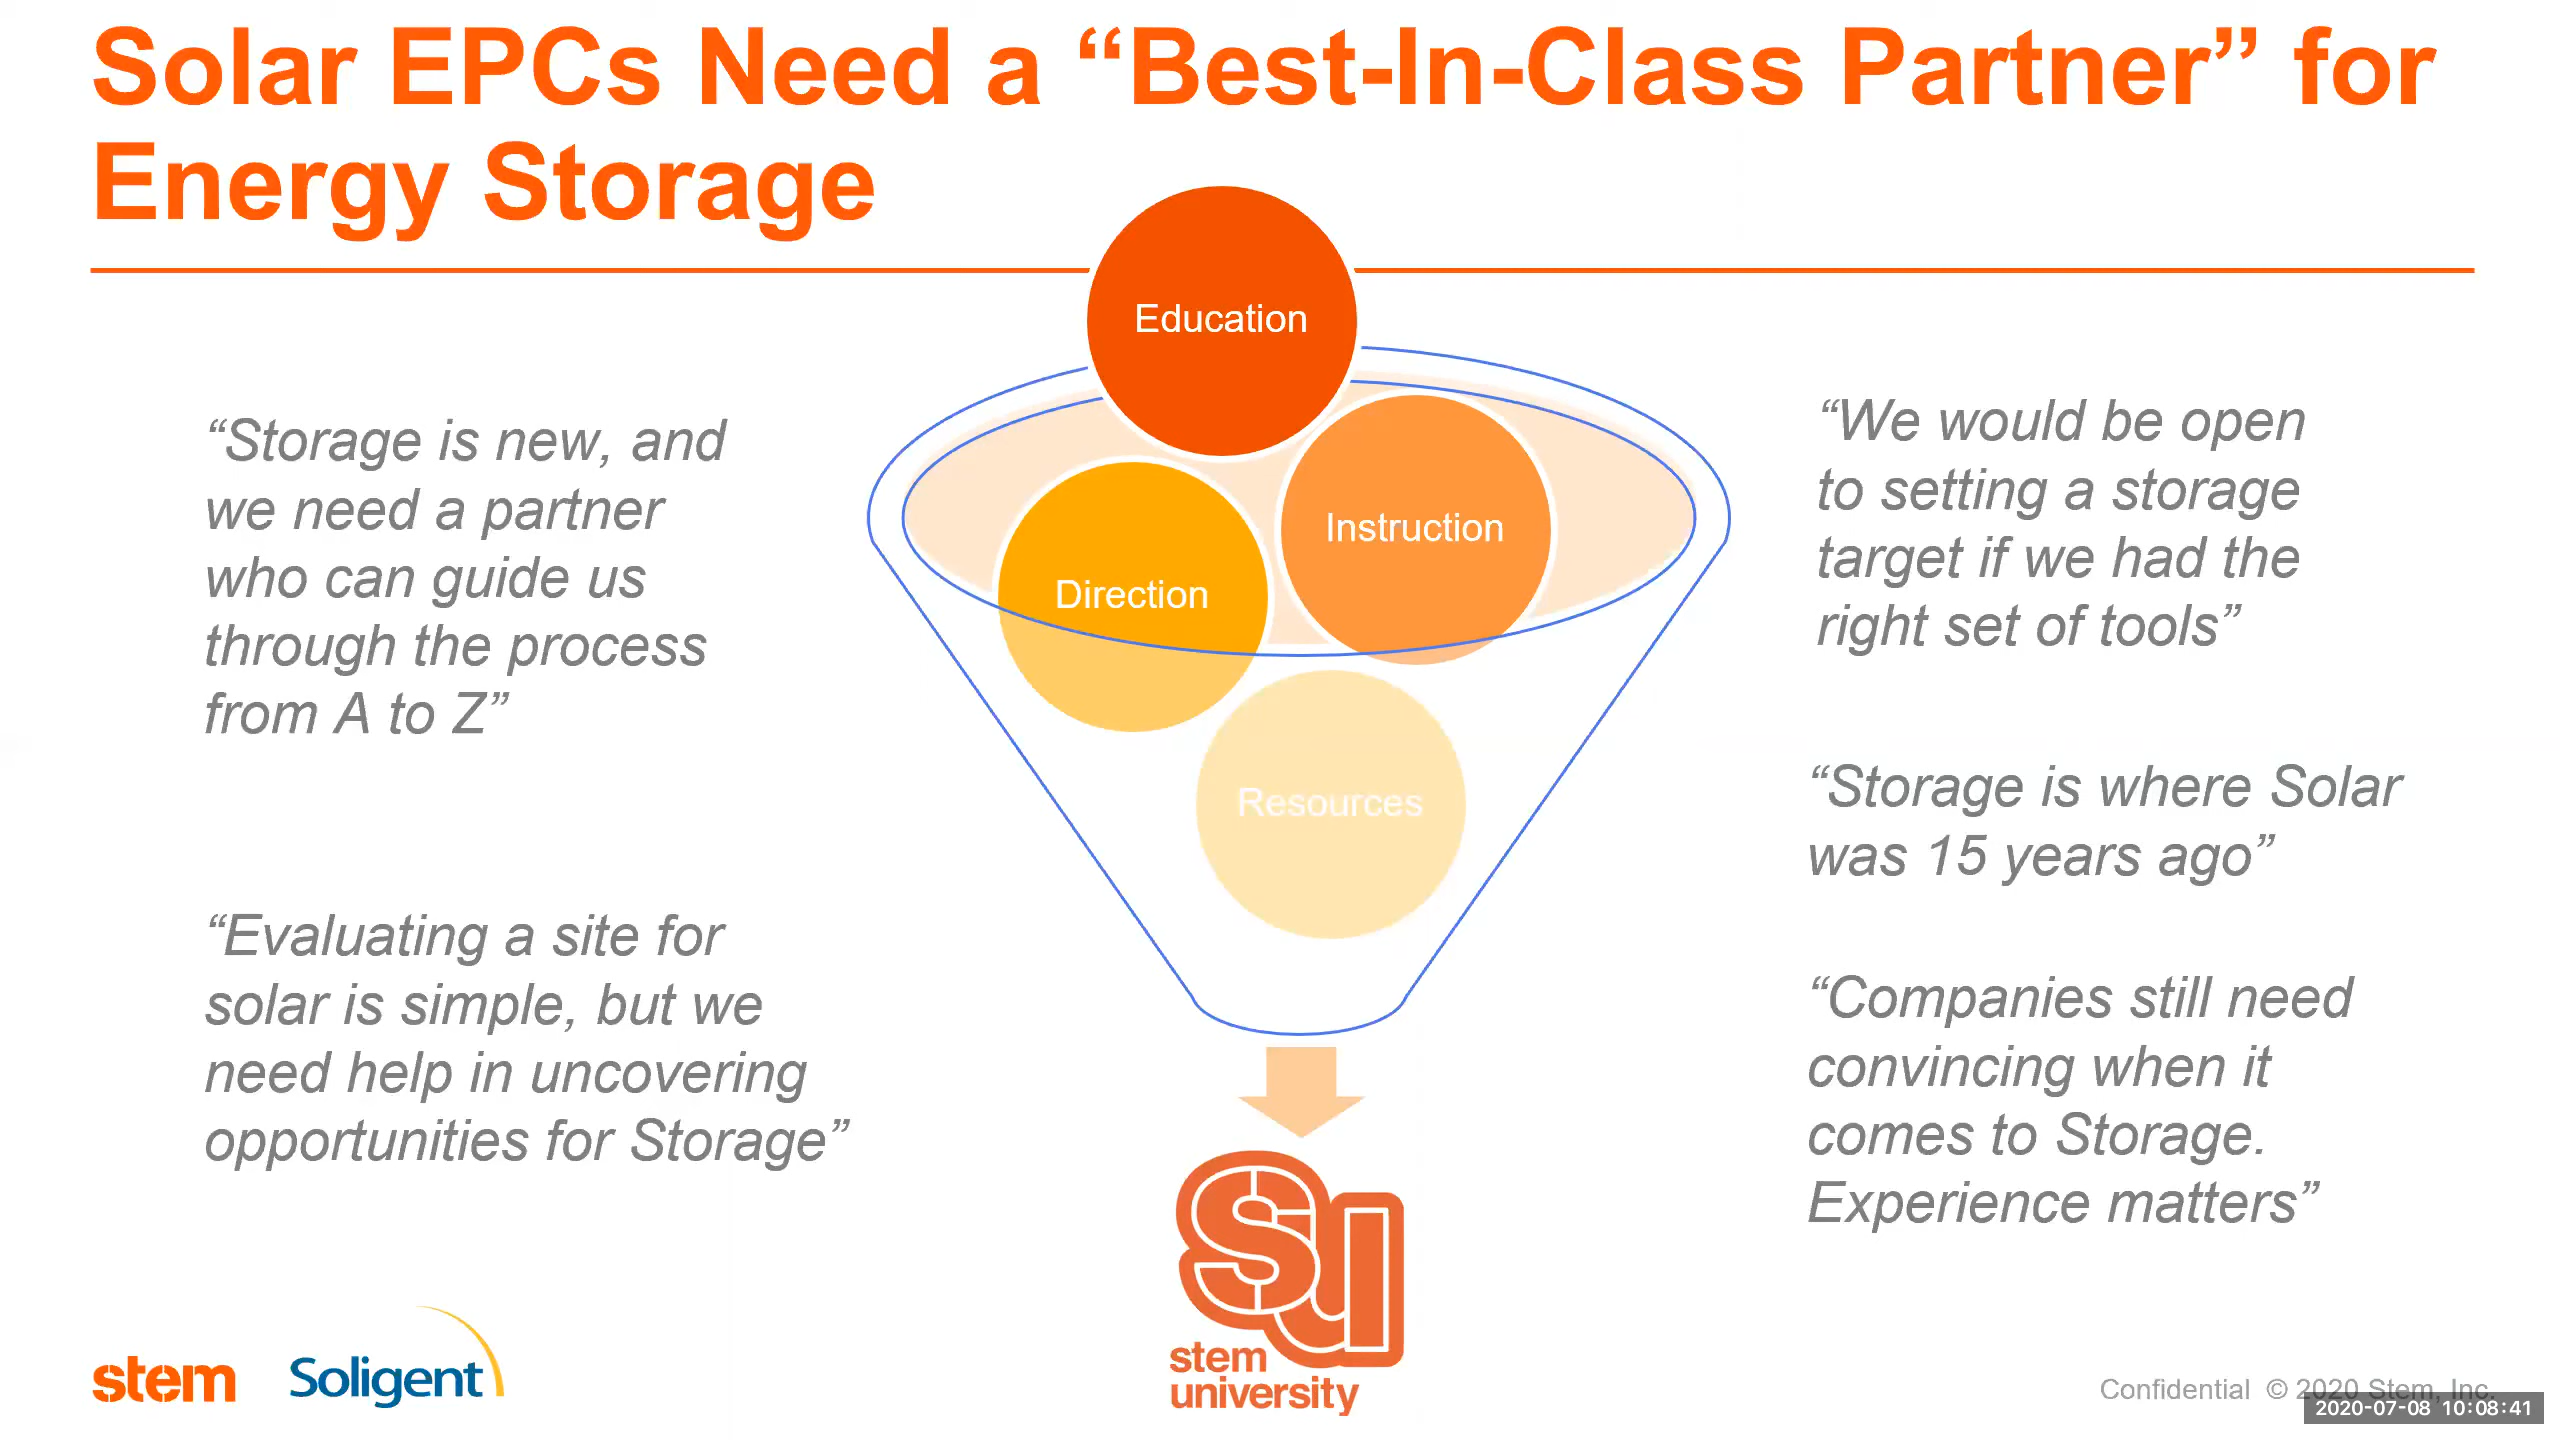 Solar EPCs Need a “Best-In-Class Partner” for
Energy Storage
“Storage is new, and
we need a partner
who can guide us
through the process
from A to Z”
“Evaluating a site for
solar is simple, but we
need help in uncovering
opportunities for Storage”
Education
Instruction
Direction
Resources
“We would be open
to setting a storage
target if we had the
right set of tools”
“Storage is where Solar
was 15 years ago”
“Companies still need
convincing when it
comes to Storage.
Experience matters”
SU
stem
university
stem
Soligent
Confidential © 2020 Stem, Inc.
2020-07-08 10:08:41